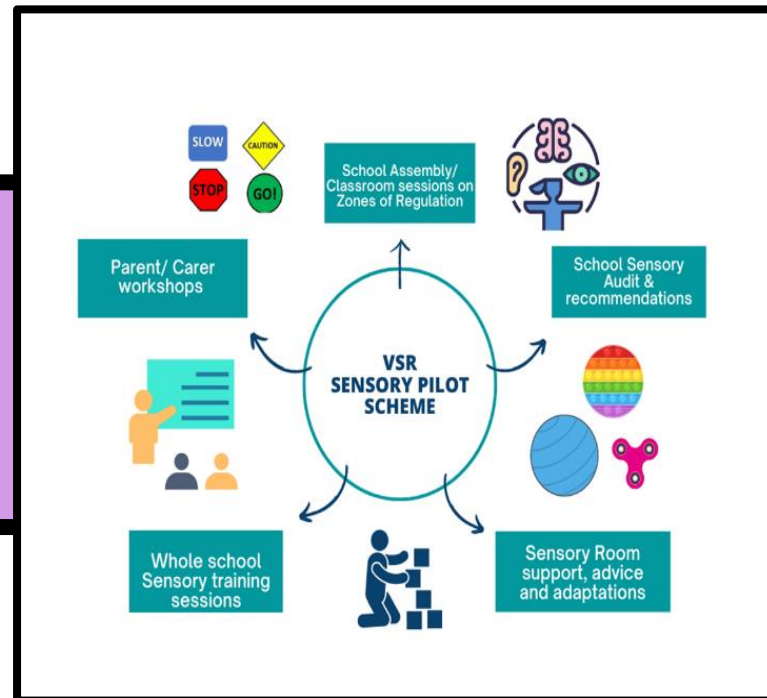 SLOW
CAUTION
STOP
GO!
School Assembly/
Classroom sessions on
Zones of Regulation
Parent/ Carer
workshops
School Sensory
Audit &
recommendations
VSR
SENSORY PILOT
SCHEME
Whole school
Sensory training
sessions
Sensory Room
support, advice
and adaptations